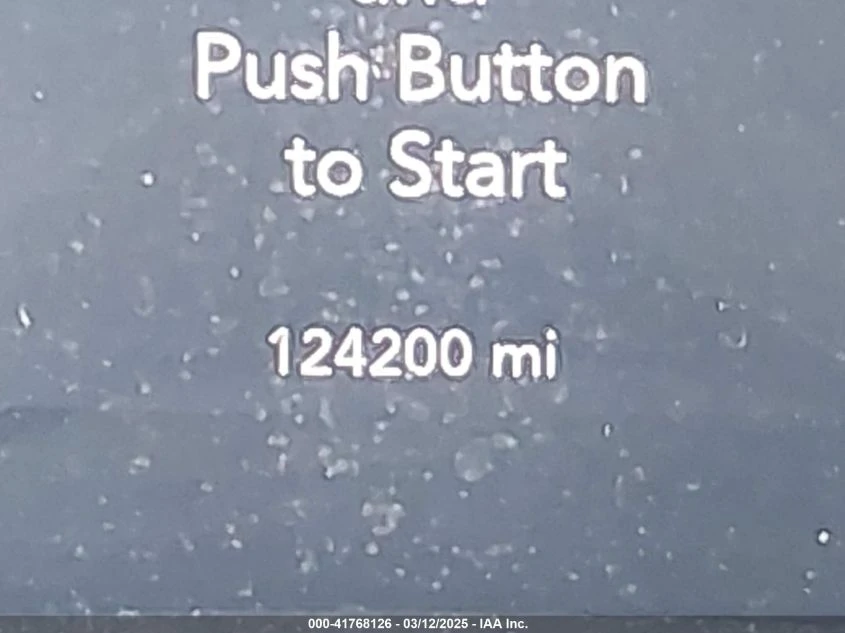 Push Button
to Start
124200 mi
000-41768126 - 03/12/2025 - IAA Inc.